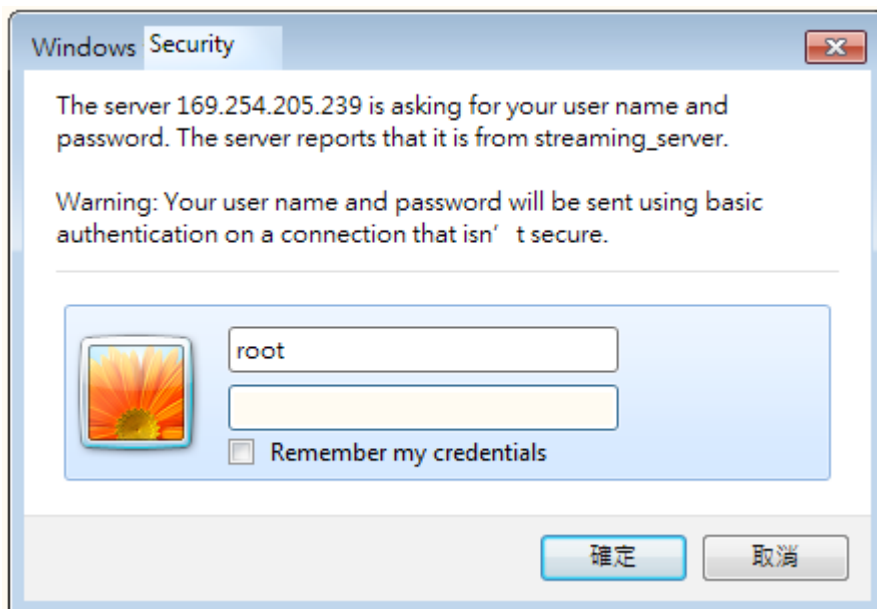 Windows Security
The server 169.254.205.239 is asking for your user name and
password. The server reports that it is from streaming_server.
Warning: Your user name and password will be sent using basic
authentication on a connection that isn’ t secure.
root
Remember my credentials
確定 取消